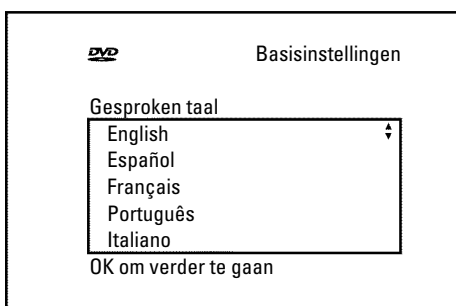 DVD Basisinstellingen
Gesproken taal
English
Español
Français
Português
Italiano
OK om verder te gaan